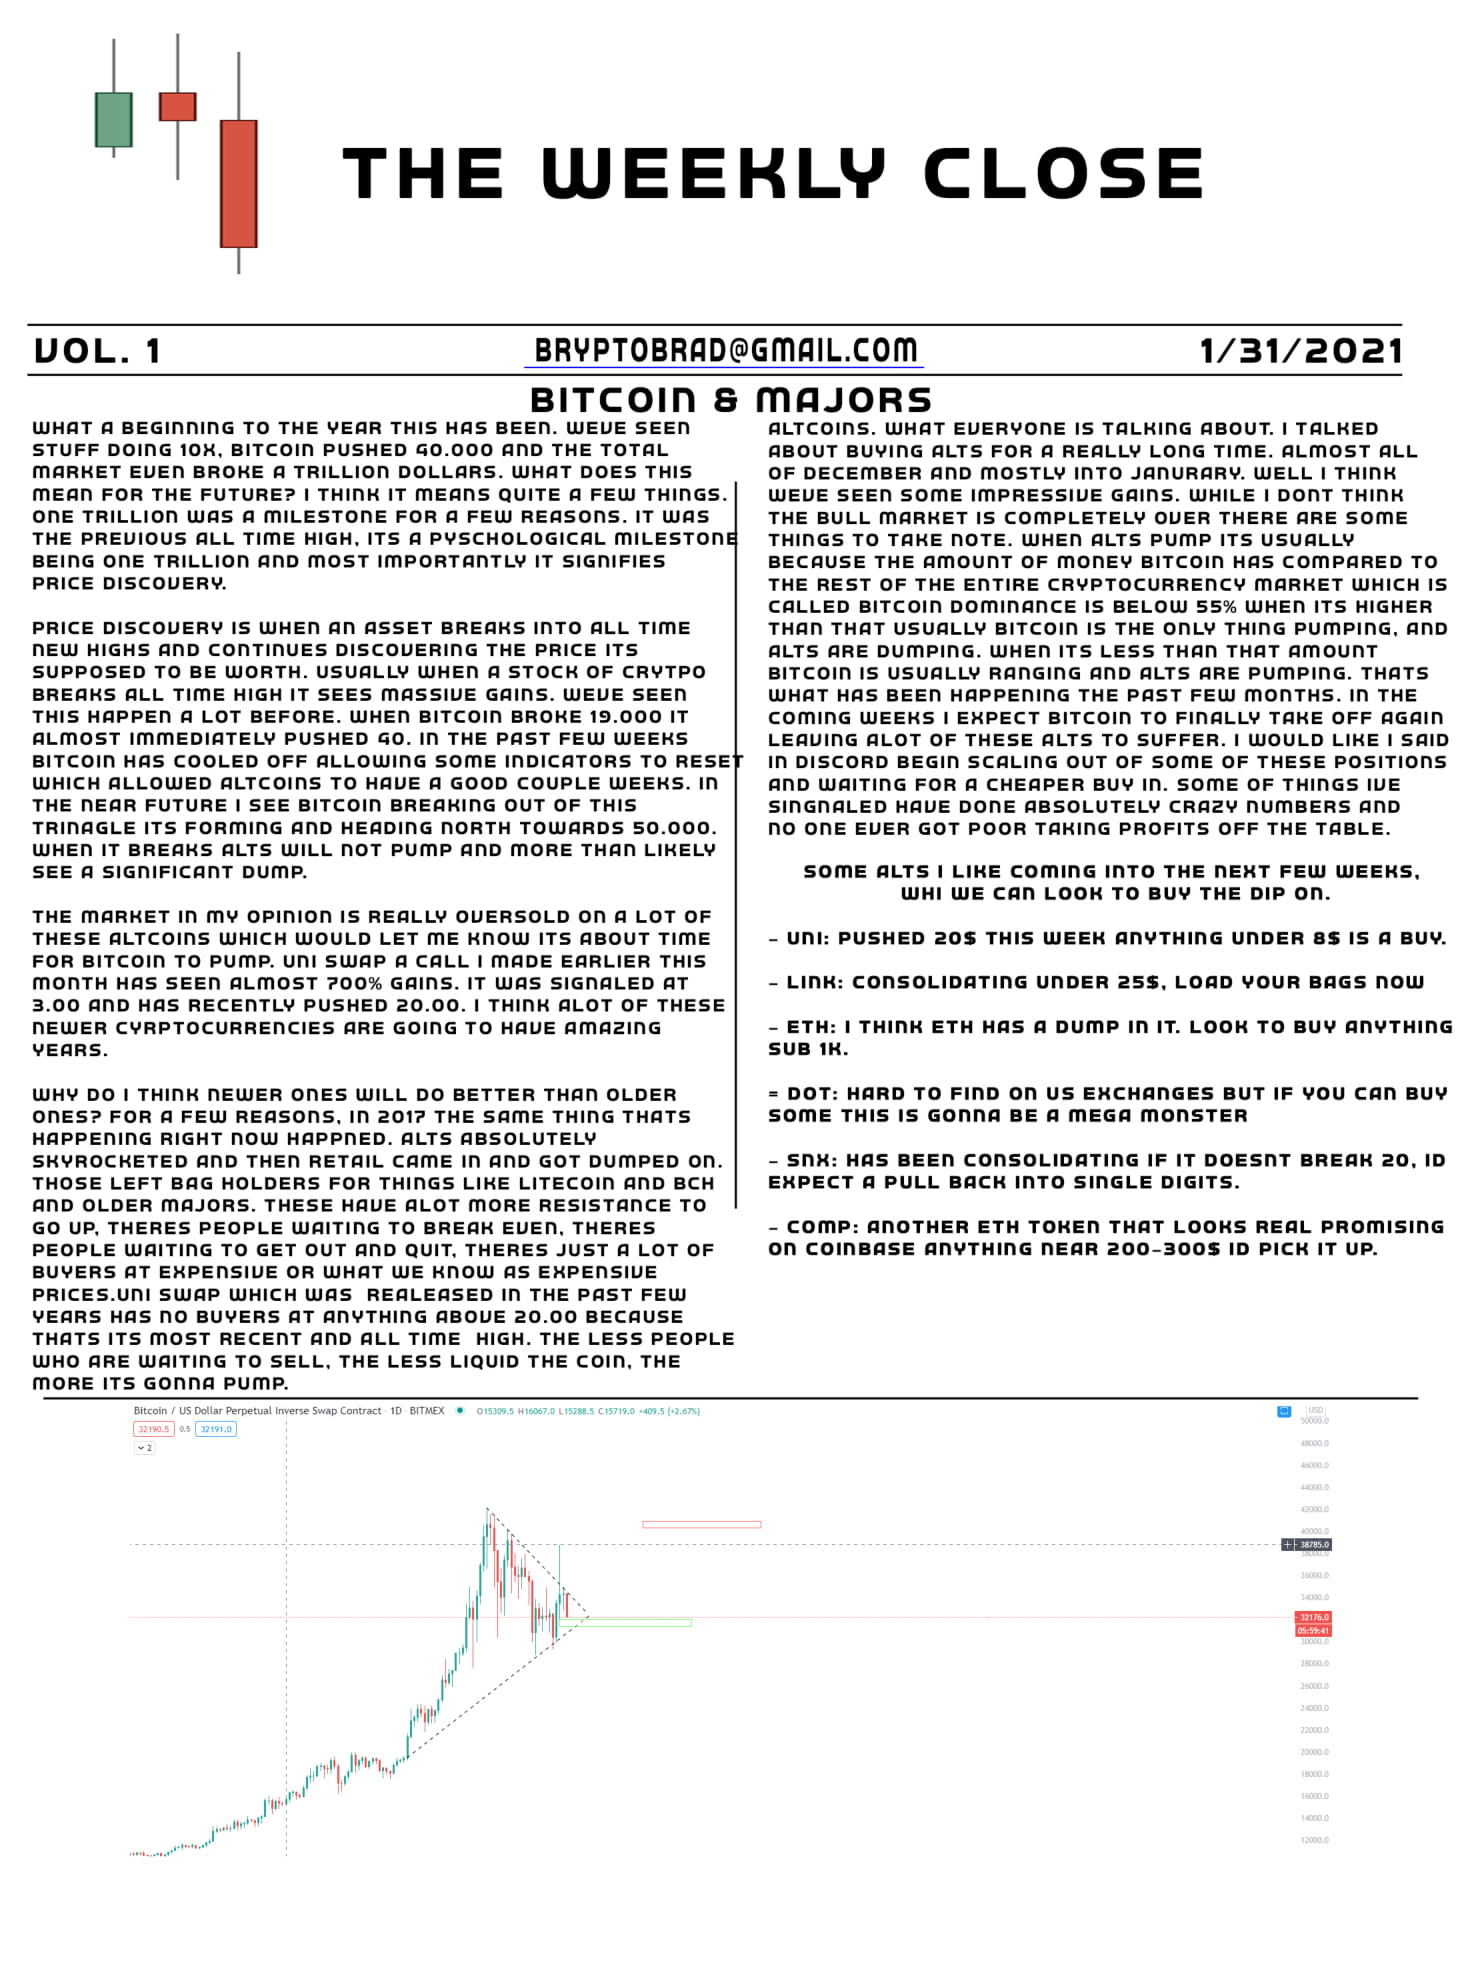 THE WEEKLY CLOSE
VOL. 1
BRYPTOBRAD@GMAIL.COM
1/31/2021
BITCOIN & MAJORS
WHAT A BEGINNING TO THE YEAR THIS HAS BEEN. WEVE SEEN
STUFF DOING 10X, BITCOIN PUSHED 40.000 AND THE TOTAL
MARKET EVEN BROKE A TRILLION DOLLARS. WHAT DOES THIS
MEAN FOR THE FUTURE? I THINK IT MEANS QUITE A FEW THINGS.
ONE TRILLION WAS A MILESTONE FOR A FEW REASONS. IT WAS
THE PREVIOUS ALL TIME HIGH, ITS A PYSCHOLOGICAL MILESTONE
BEING ONE TRILLION AND MOST IMPORTANTLY IT SIGNIFIES
PRICE DISCOVERY.
PRICE DISCOVERY IS WHEN AN ASSET BREAKS INTO ALL TIME
NEW HIGHS AND CONTINUES DISCOVERING THE PRICE ITS
SUPPOSED TO BE WORTH. USUALLY WHEN A STOCK OF CRYTPO
BREAKS ALL TIME HIGH IT SEES MASSIVE GAINS. WEVE SEEN
THIS HAPPEN A LOT BEFORE. WHEN BITCOIN BROKE 19.000 IT
ALMOST IMMEDIATELY PUSHED 40. IN THE PAST FEW WEEKS
BITCOIN HAS COOLED OFF ALLOWING SOME INDICATORS TO RESET
WHICH ALLOWED ALTCOINS TO HAVE A GOOD COUPLE WEEKS. IN
THE NEAR FUTURE I SEE BITCOIN BREAKING OUT OF THIS
TRINAGLE ITS FORMING AND HEADING NORTH TOWARDS 50.000.
WHEN IT BREAKS ALTS WILL NOT PUMP AND MORE THAN LIKELY
SEE A SIGNIFICANT DUMP.
THE MARKET IN MY OPINION IS REALLY OVERSOLD ON A LOT OF
THESE ALTCOINS WHICH WOULD LET ME KNOW ITS ABOUT TIME
FOR BITCOIN TO PUMP. UNI SWAP A CALL I MADE EARLIER THIS
MONTH HAS SEEN ALMOST 700% GAINS. IT WAS SIGNALED AT
3.00 AND HAS RECENTLY PUSHED 20.00. I THINK ALOT OF THESE
NEWER CYRPTOCURRENCIES ARE GOING TO HAVE AMAZING
YEARS.
WHY DO I THINK NEWER ONES WILL DO BETTER THAN OLDER
ONES? FOR A FEW REASONS, IN 2017 THE SAME THING THATS
HAPPENING RIGHT NOW HAPPNED. ALTS ABSOLUTELY
SKYROCKETED AND THEN RETAIL CAME IN AND GOT DUMPED ON.
THOSE LEFT BAG HOLDERS FOR THINGS LIKE LITECOIN AND BCH
AND OLDER MAJORS. THESE HAVE ALOT MORE RESISTANCE TO
GO UP, THERES PEOPLE WAITING TO BREAK EVEN, THERES
PEOPLE WAITING TO GET OUT AND QUIT, THERES JUST A LOT OF
BUYERS AT EXPENSIVE OR WHAT WE KNOW AS EXPENSIVE
PRICES.UNI SWAP WHICH WAS  REALEASED IN THE PAST FEW
YEARS HAS NO BUYERS AT ANYTHING ABOVE 20.00 BECAUSE
THATS ITS MOST RECENT AND ALL TIME  HIGH. THE LESS PEOPLE
WHO ARE WAITING TO SELL, THE LESS LIQUID THE COIN, THE
MORE ITS GONNA PUMP.
ALTCOINS. WHAT EVERYONE IS TALKING ABOUT. I TALKED
ABOUT BUYING ALTS FOR A REALLY LONG TIME. ALMOST ALL
OF DECEMBER AND MOSTLY INTO JANURARY. WELL I THINK
WEVE SEEN SOME IMPRESSIVE GAINS. WHILE I DONT THINK
THE BULL MARKET IS COMPLETELY OVER THERE ARE SOME
THINGS TO TAKE NOTE. WHEN ALTS PUMP ITS USUALLY
BECAUSE THE AMOUNT OF MONEY BITCOIN HAS COMPARED TO
THE REST OF THE ENTIRE CRYPTOCURRENCY MARKET WHICH IS
CALLED BITCOIN DOMINANCE IS BELOW 55% WHEN ITS HIGHER
THAN THAT USUALLY BITCOIN IS THE ONLY THING PUMPING, AND
ALTS ARE DUMPING. WHEN ITS LESS THAN THAT AMOUNT
BITCOIN IS USUALLY RANGING AND ALTS ARE PUMPING. THATS
WHAT HAS BEEN HAPPENING THE PAST FEW MONTHS. IN THE
COMING WEEKS I EXPECT BITCOIN TO FINALLY TAKE OFF AGAIN
LEAVING ALOT OF THESE ALTS TO SUFFER. I WOULD LIKE I SAID
IN DISCORD BEGIN SCALING OUT OF SOME OF THESE POSITIONS
AND WAITING FOR A CHEAPER BUY IN. SOME OF THINGS IVE
SINGNALED HAVE DONE ABSOLUTELY CRAZY NUMBERS AND
NO ONE EVER GOT POOR TAKING PROFITS OFF THE TABLE.
SOME ALTS I LIKE COMING INTO THE NEXT FEW WEEKS,
WHI WE CAN LOOK TO BUY THE DIP ON.
- UNI: PUSHED 20$ THIS WEEK ANYTHING UNDER 8$ IS A BUY.
- LINK: CONSOLIDATING UNDER 25$, LOAD YOUR BAGS NOW
- ETH: I THINK ETH HAS A DUMP IN IT. LOOK TO BUY ANYTHING
SUB 1K.
= DOT: HARD TO FIND ON US EXCHANGES BUT IF YOU CAN BUY
SOME THIS IS GONNA BE A MEGA MONSTER
- SNX: HAS BEEN CONSOLIDATING IF IT DOESNT BREAK 20, ID
EXPECT A PULL BACK INTO SINGLE DIGITS.
- COMP: ANOTHER ETH TOKEN THAT LOOKS REAL PROMISING
ON COINBASE ANYTHING NEAR 200-300$ ID PICK IT UP.
Bitcoin / US Dollar Perpetual Inverse Swap Contract · 1D · BITMEX O15309.5 H16067.0 L15288.5 C15719.0 +409.5 (+2.67%)
32190.5 0.5 32191.0
2
USD
50000.0
48000.0
46000.0
44000.0
42000.0
40000.0
38785.0
38000.0
36000.0
34000.0
32176.0
05:59:41
30000.0
28000.0
26000.0
24000.0
22000.0
20000.0
18000.0
16000.0
14000.0
12000.0